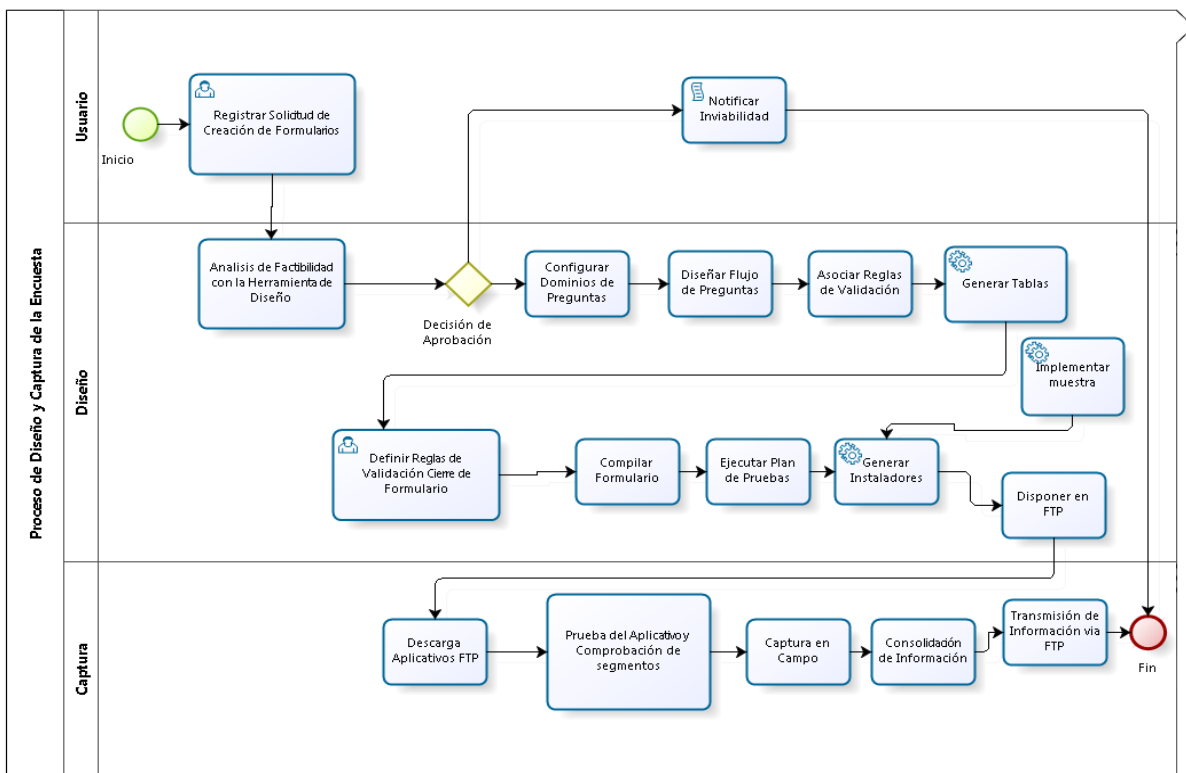 Proceso de Diseño y Captura de la Encuesta
Usuario
Inicio
Registrar Solicitud de
Creación de Formularios
Notificar
Inviabilidad
Diseño
Analisis de Factibilidad
con la Herramienta de
Diseño
Decisión de
Aprobación
Configurar
Dominios de
Preguntas
Diseñar Flujo
de Preguntas
Asociar Reglas
de Validación
Generar Tablas
Implementar
muestra
Definir Reglas de
Validación Cierre de
Formulario
Compilar
Formulario
Ejecutar Plan
de Pruebas
Generar
Instaladores
Disponer en
FTP
Captura
Descarga
Aplicativos FTP
Prueba del Aplicativo y
Comprobación de
segmentos
Captura en
Campo
Consolidación
de Información
Transmisión de
Información via
FTP
Fin